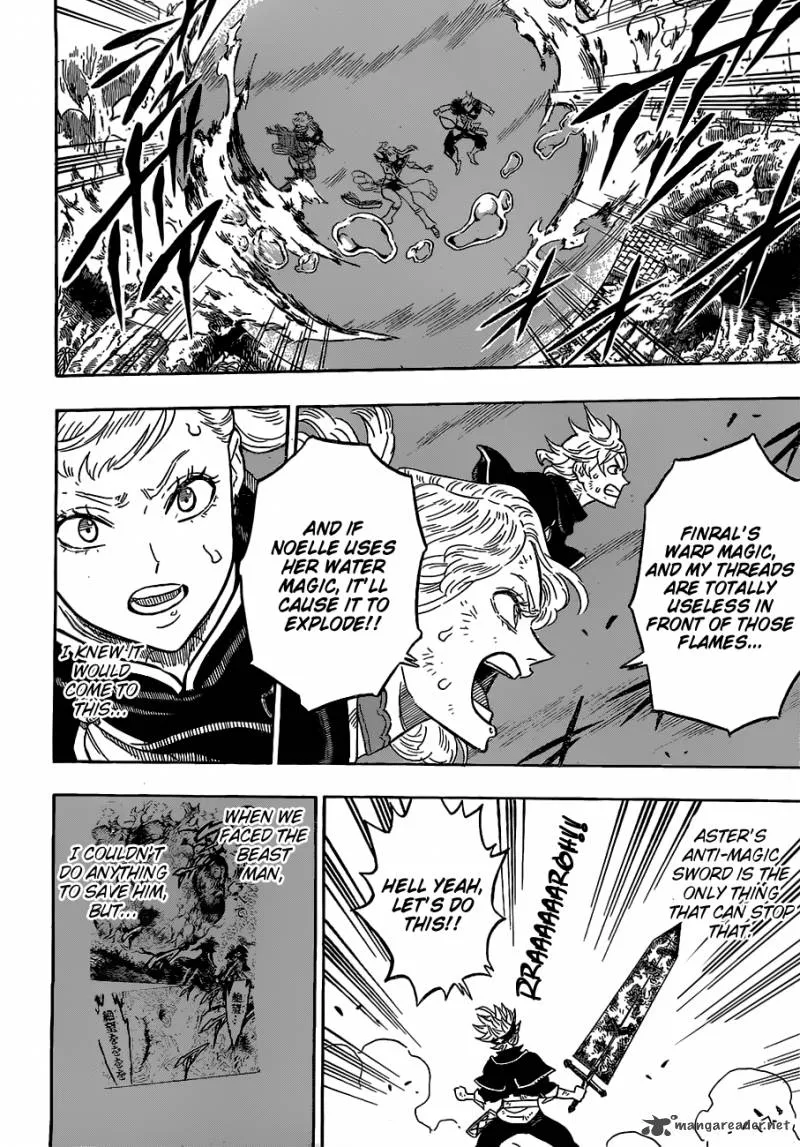 FINRAL'S
WARP MAGIC,
AND MY THREADS
ARE TOTALLY
USELESS IN
FRONT OF THOSE
FLAMES...
AND IF
NOELLE USES
HER WATER
MAGIC, IT'LL
CAUSE IT TO
EXPLODE!!
I KNEW IT
WOULD
COME TO
THIS...
ASTER'S
ANTI-MAGIC
SWORD IS THE
ONLY THING
THAT CAN STOP
THAT.
RRAAAAAAROH!!
HELL YEAH,
LET'S DO
THIS!!
WHEN WE
FACED THE
BEAST
MAN,
I COULDN'T
DO ANYTHING
TO SAVE HIM,
BUT...
絶望…
mangareader.net